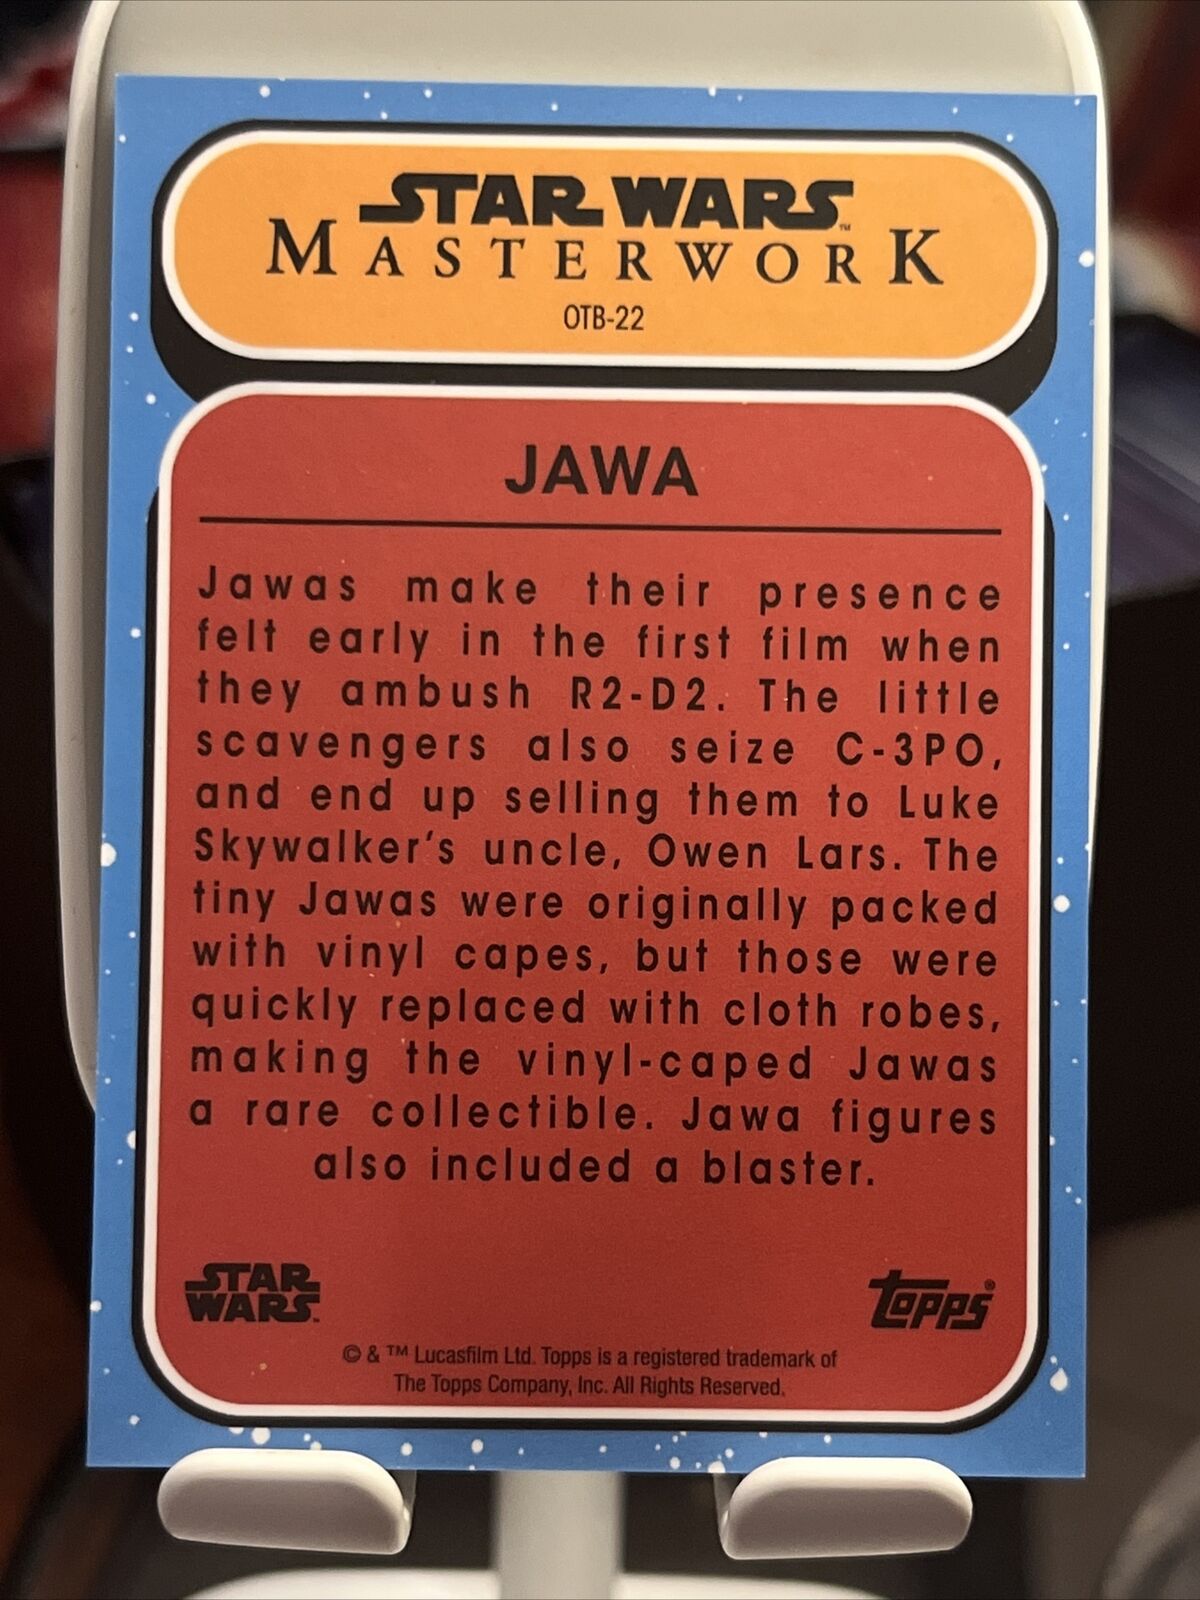 STAR WARS™
MASTERWORK
OTB-22
JAWA
Jawas make their presence
felt early in the first film when
they ambush R2-D2. The little
scavengers also seize C-3PO,
and end up selling them to Luke
Skywalker's uncle, Owen Lars. The
tiny Jawas were originally packed
with vinyl capes, but those were
quickly replaced with cloth robes,
making the vinyl-caped Jawas
a rare collectible. Jawa figures
also included a blaster.
STAR
WARS™
Topps®
© & ™ Lucasfilm Ltd. Topps is a registered trademark of
The Topps Company, Inc. All Rights Reserved.